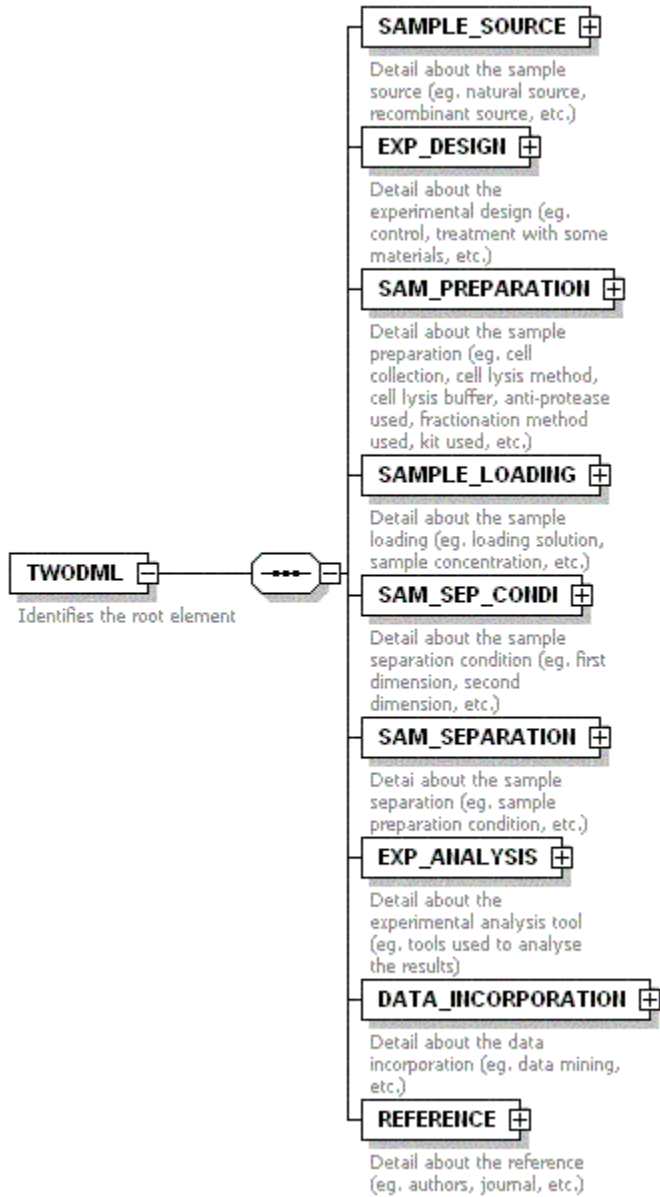 SAMPLE_SOURCE
Detail about the sample
source (eg. natural source,
recombinant source, etc.)
EXP_DESIGN
Detail about the
experimental design (eg.
control, treatment with some
materials, etc.)
SAM_PREPARATION
Detail about the sample
preparation (eg. cell
collection, cell lysis method,
cell lysis buffer, anti-protease
used, fractionation method
used, kit used, etc.)
SAMPLE_LOADING
Detail about the sample
loading (eg. loading solution,
sample concentration, etc.)
TWODML
Identifies the root element
SAM_SEP_CONDI
Detail about the sample
separation condition (eg. first
dimension, second
dimension, etc.)
SAM_SEPARATION
Detai about the sample
separation (eg. sample
preparation condition, etc.)
EXP_ANALYSIS
Detail about the
experimental analysis tool
(eg. tools used to analyse
the results)
DATA_INCORPORATION
Detail about the data
incorporation (eg. data mining,
etc.)
REFERENCE
Detail about the reference
(eg. authors, journal, etc.)